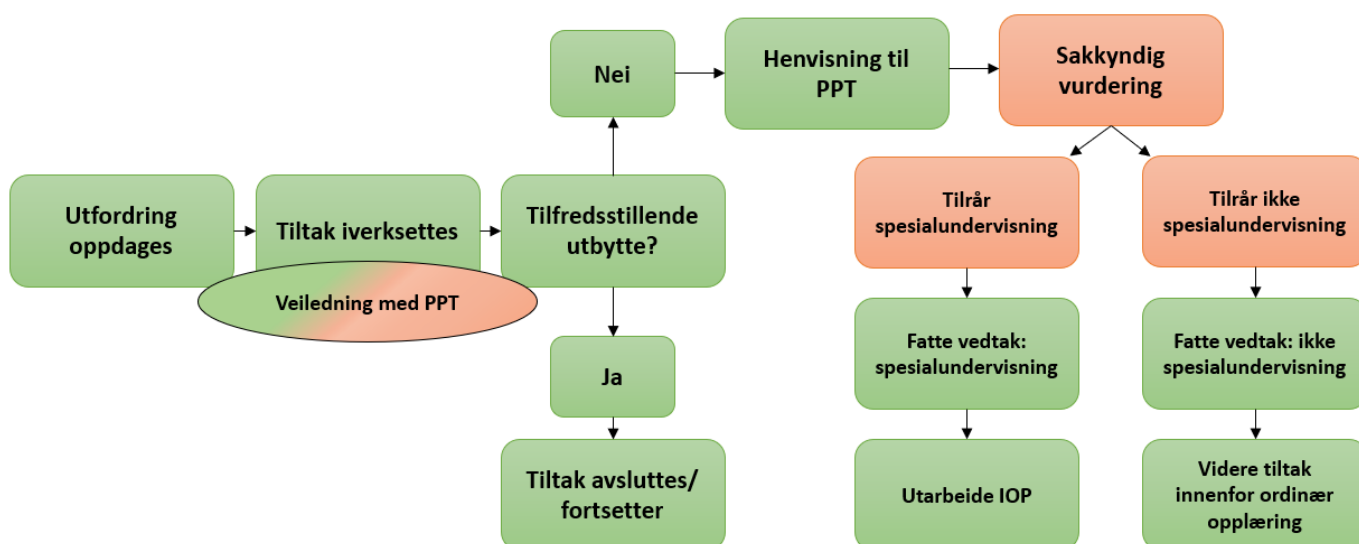 Nei
Henvisning til
PPT
Sakkyndig
vurdering
Utfordring
oppdages
Tiltak iverksettes
Tilfredsstillende
utbytte?
Veiledning med PPT
Ja
Tiltak avsluttes/
fortsetter
Tilrår
spesialundervisning
Tilrår ikke
spesialundervisning
Fatte vedtak:
spesialundervisning
Fatte vedtak: ikke
spesialundervisning
Utarbeide IOP
Videre tiltak
innenfor ordinær
opplæring